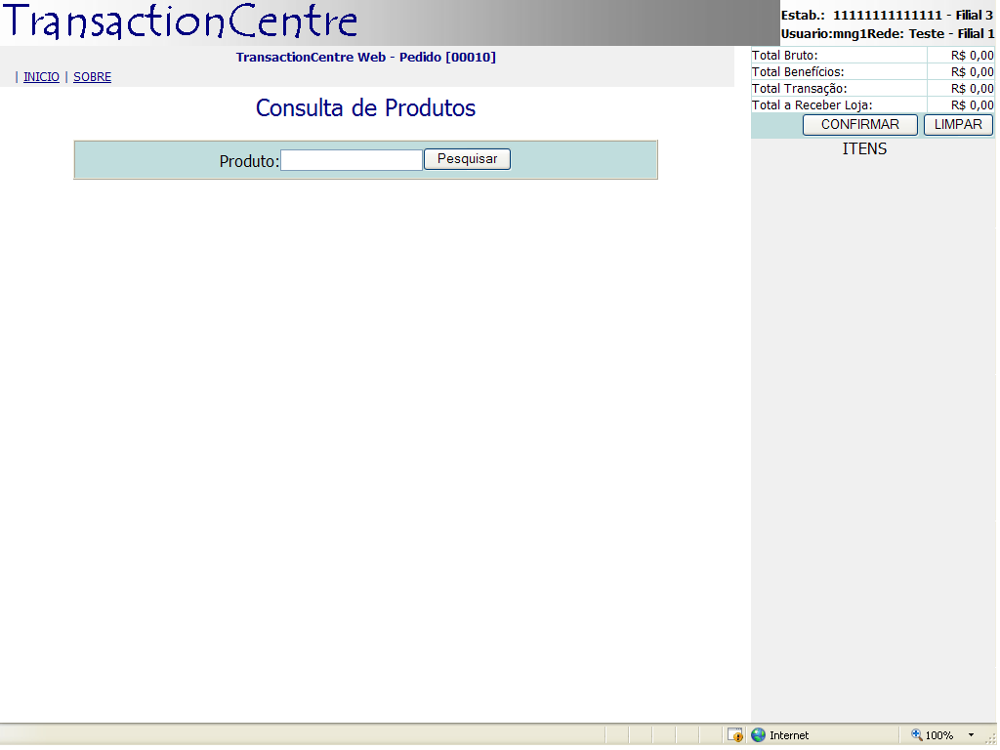 TransactionCentre
Estab.: 11111111111111 - Filial 3
Usuario:mng1Rede: Teste - Filial 1
TransactionCentre Web - Pedido [00010]
| INICIO | SOBRE
Consulta de Produtos
Produto: Pesquisar
Total Bruto: R$ 0,00
Total Benefícios: R$ 0,00
Total Transação: R$ 0,00
Total a Receber Loja: R$ 0,00
CONFIRMAR LIMPAR
ITENS
Internet 100%